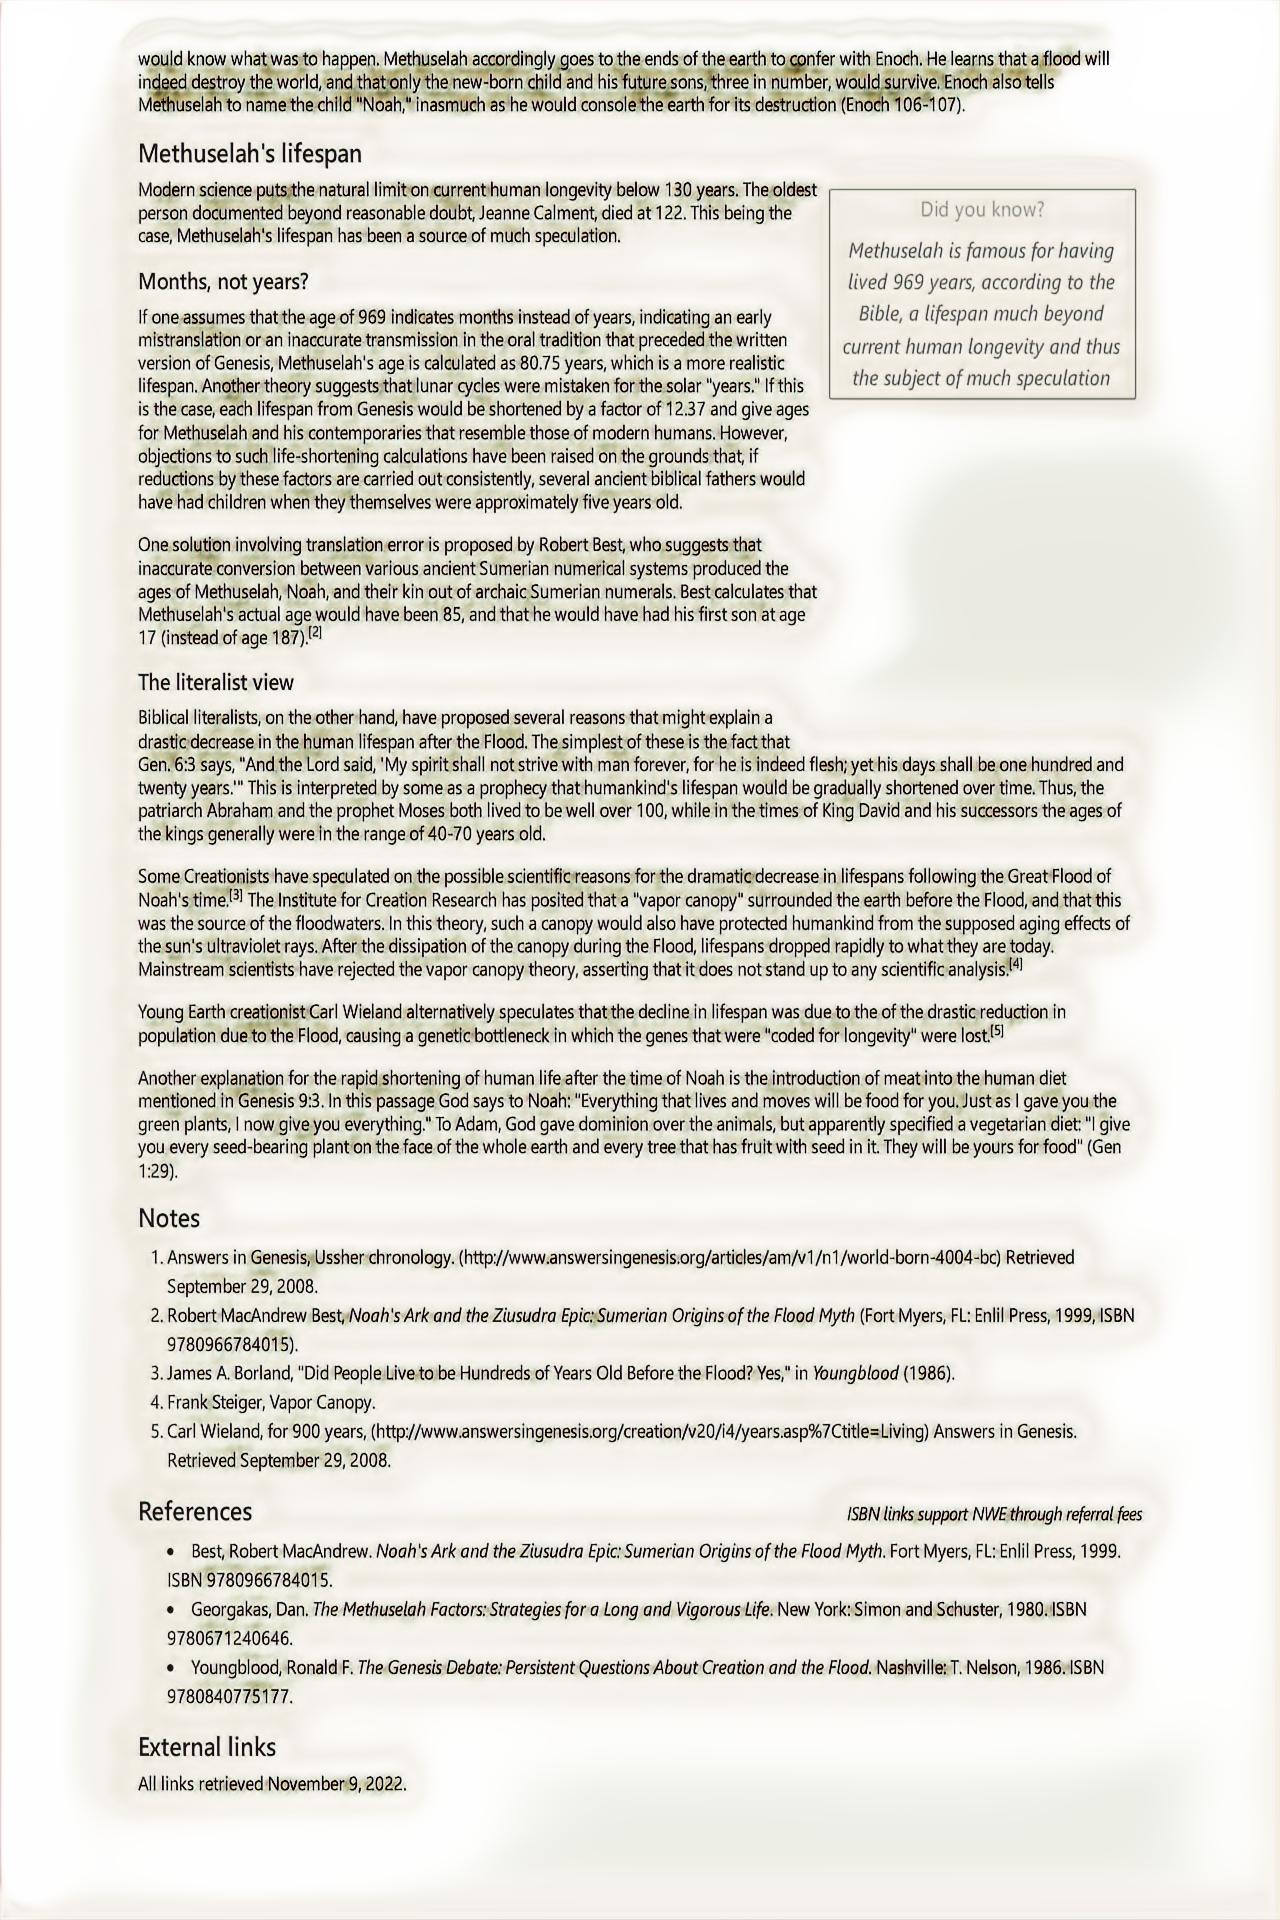 would know what was to happen. Methuselah accordingly goes to the ends of the earth to confer with Enoch. He learns that a flood will
indeed destroy the world, and that only the new-born child and his future sons, three in number, would survive. Enoch also tells
Methuselah to name the child "Noah," inasmuch as he would console the earth for its destruction (Enoch 106-107).
Methuselah's lifespan
Modern science puts the natural limit on current human longevity below 130 years. The oldest
person documented beyond reasonable doubt, Jeanne Calment, died at 122. This being the
case, Methuselah's lifespan has been a source of much speculation.
Did you know?
Methuselah is famous for having
lived 969 years, according to the
Bible, a lifespan much beyond
current human longevity and thus
the subject of much speculation
Months, not years?
If one assumes that the age of 969 indicates months instead of years, indicating an early
mistranslation or an inaccurate transmission in the oral tradition that preceded the written
version of Genesis, Methuselah's age is calculated as 80.75 years, which is a more realistic
lifespan. Another theory suggests that lunar cycles were mistaken for the solar "years." If this
is the case, each lifespan from Genesis would be shortened by a factor of 12.37 and give ages
for Methuselah and his contemporaries that resemble those of modern humans. However,
objections to such life-shortening calculations have been raised on the grounds that, if
reductions by these factors are carried out consistently, several ancient biblical fathers would
have had children when they themselves were approximately five years old.
One solution involving translation error is proposed by Robert Best, who suggests that
inaccurate conversion between various ancient Sumerian numerical systems produced the
ages of Methuselah, Noah, and their kin out of archaic Sumerian numerals. Best calculates that
Methuselah's actual age would have been 85, and that he would have had his first son at age
17 (instead of age 187).[2]
The literalist view
Biblical literalists, on the other hand, have proposed several reasons that might explain a
drastic decrease in the human lifespan after the Flood. The simplest of these is the fact that
Gen. 6:3 says, "And the Lord said, 'My spirit shall not strive with man forever, for he is indeed flesh; yet his days shall be one hundred and
twenty years.'" This is interpreted by some as a prophecy that humankind's lifespan would be gradually shortened over time. Thus, the
patriarch Abraham and the prophet Moses both lived to be well over 100, while in the times of King David and his successors the ages of
the kings generally were in the range of 40-70 years old.
Some Creationists have speculated on the possible scientific reasons for the dramatic decrease in lifespans following the Great Flood of
Noah's time.[3] The Institute for Creation Research has posited that a "vapor canopy" surrounded the earth before the Flood, and that this
was the source of the floodwaters. In this theory, such a canopy would also have protected humankind from the supposed aging effects of
the sun's ultraviolet rays. After the dissipation of the canopy during the Flood, lifespans dropped rapidly to what they are today.
Mainstream scientists have rejected the vapor canopy theory, asserting that it does not stand up to any scientific analysis.[4]
Young Earth creationist Carl Wieland alternatively speculates that the decline in lifespan was due to the of the drastic reduction in
population due to the Flood, causing a genetic bottleneck in which the genes that were "coded for longevity" were lost.[5]
Another explanation for the rapid shortening of human life after the time of Noah is the introduction of meat into the human diet
mentioned in Genesis 9:3. In this passage God says to Noah: "Everything that lives and moves will be food for you. Just as I gave you the
green plants, I now give you everything." To Adam, God gave dominion over the animals, but apparently specified a vegetarian diet: "I give
you every seed-bearing plant on the face of the whole earth and every tree that has fruit with seed in it. They will be yours for food" (Gen
1:29).
Notes
1. Answers in Genesis, Ussher chronology. (http://www.answersingenesis.org/articles/am/v1/n1/world-born-4004-bc) Retrieved
September 29, 2008.
2. Robert MacAndrew Best, Noah's Ark and the Ziusudra Epic: Sumerian Origins of the Flood Myth (Fort Myers, FL: Enlil Press, 1999, ISBN
9780966784015).
3. James A. Borland, "Did People Live to be Hundreds of Years Old Before the Flood? Yes," in Youngblood (1986).
4. Frank Steiger, Vapor Canopy.
5. Carl Wieland, for 900 years, (http://www.answersingenesis.org/creation/v20/i4/years.asp%7Ctitle=Living) Answers in Genesis.
Retrieved September 29, 2008.
References
ISBN links support NWE through referral fees
• Best, Robert MacAndrew. Noah's Ark and the Ziusudra Epic: Sumerian Origins of the Flood Myth. Fort Myers, FL: Enlil Press, 1999.
ISBN 9780966784015.
• Georgakas, Dan. The Methuselah Factors: Strategies for a Long and Vigorous Life. New York: Simon and Schuster, 1980. ISBN
9780671240646.
• Youngblood, Ronald F. The Genesis Debate: Persistent Questions About Creation and the Flood. Nashville: T. Nelson, 1986. ISBN
9780840775177.
External links
All links retrieved November 9, 2022.